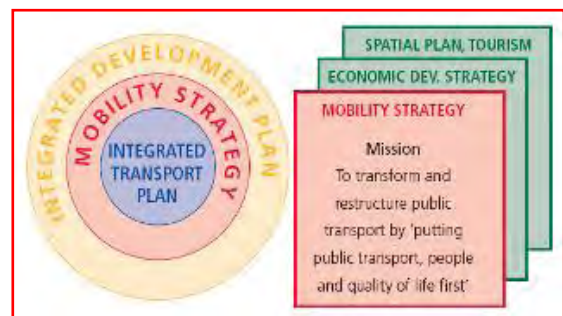 INTEGRATED DEVELOPMENT PLAN
MOBILITY STRATEGY
INTEGRATED
TRANSPORT
PLAN
SPATIAL PLAN, TOURISM
ECONOMIC DEV. STRATEGY
MOBILITY STRATEGY
Mission
To transform and
restructure public
transport by 'putting
public transport, people
and quality of life first'